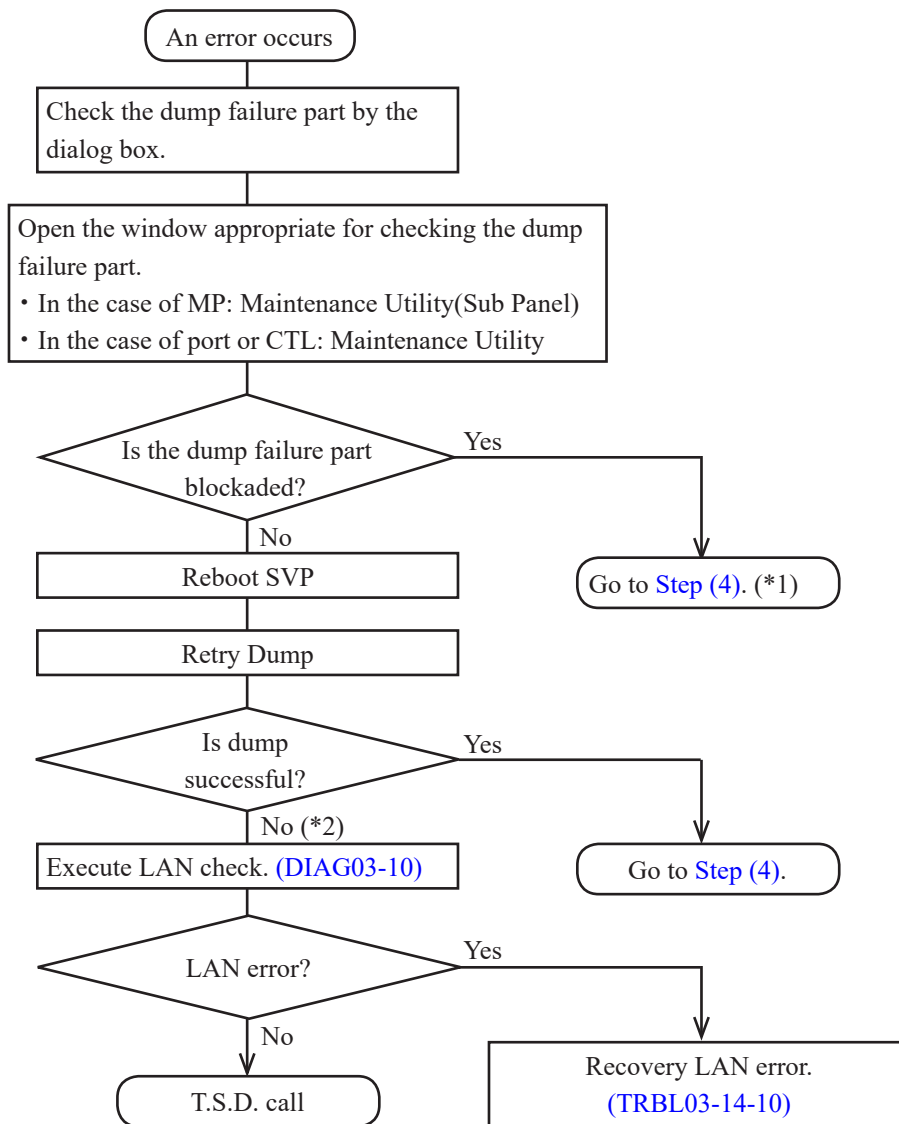 An error occurs
Check the dump failure part by the
dialog box.
Open the window appropriate for checking the dump
failure part.
・In the case of MP: Maintenance Utility(Sub Panel)
・In the case of port or CTL: Maintenance Utility
Is the dump failure part
blockaded?
Yes
No
Go to Step (4). (*1)
Reboot SVP
Retry Dump
Is dump
successful?
Yes
No (*2)
Go to Step (4).
Execute LAN check. (DIAG03-10)
LAN error?
Yes
No
Recovery LAN error.
(TRBL03-14-10)
T.S.D. call